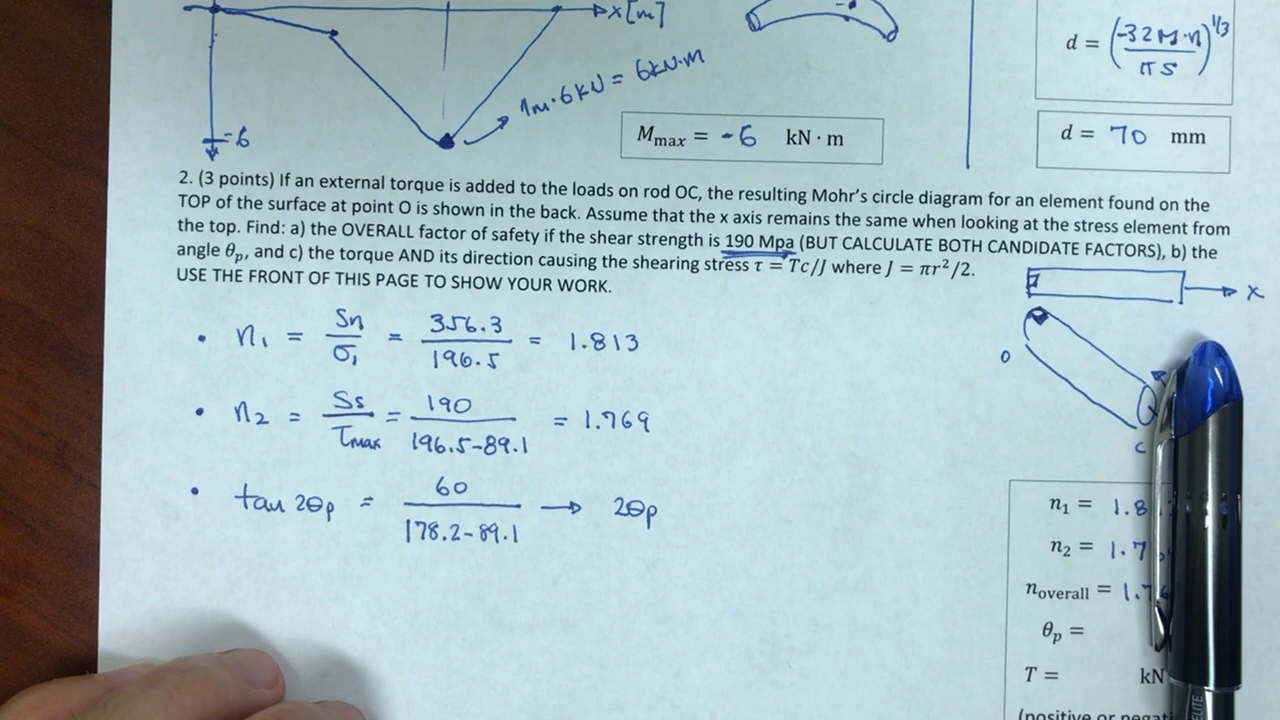 x[m]
-6
1m·6kN = 6kN·m
M_max = -6 kN · m
d = (-32M·n / πS)^1/3
d = 70 mm
2. (3 points) If an external torque is added to the loads on rod OC, the resulting Mohr's circle diagram for an element found on the
TOP of the surface at point O is shown in the back. Assume that the x axis remains the same when looking at the stress element from
the top. Find: a) the OVERALL factor of safety if the shear strength is 190 Mpa (BUT CALCULATE BOTH CANDIDATE FACTORS), b) the
angle θ_p, and c) the torque AND its direction causing the shearing stress τ = Tc/J where J = πr²/2.
USE THE FRONT OF THIS PAGE TO SHOW YOUR WORK.
x
O
C
• n₁ = Sn/σ₁ = 356.3/196.5 = 1.813
• n₂ = Ss/τmax = 190/196.5-89.1 = 1.769
• tan 2θp = 60/178.2-89.1 → 2θp
n₁ = 1.8
n₂ = 1.7
n_overall = 1.7
θ_p =
T = kN
(positive or negati